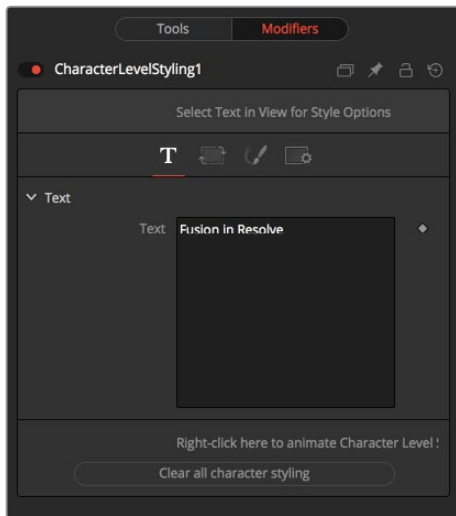 Tools Modifiers
CharacterLevelStyling1
Select Text in View for Style Options
T
Text
Text Fusion in Resolve
Right-click here to animate Character Level
Clear all character styling